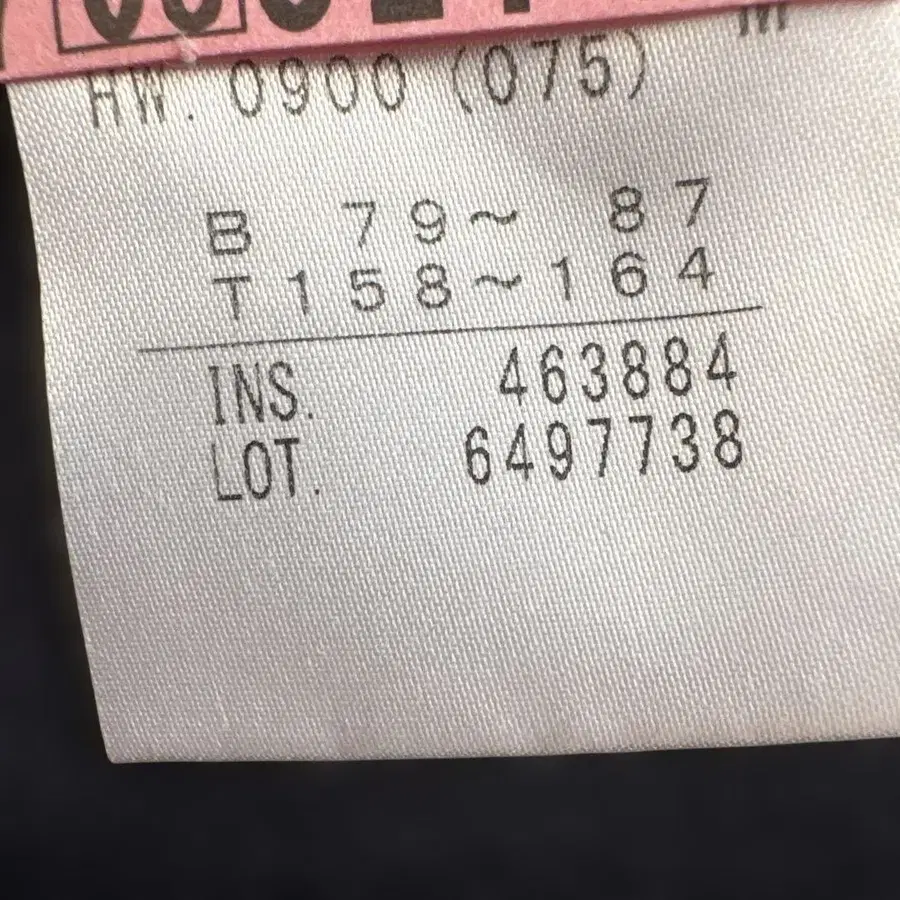 M
HW. 0900 (075)
B 79~ 87
T158~164
INS. 463884
LOT. 6497738